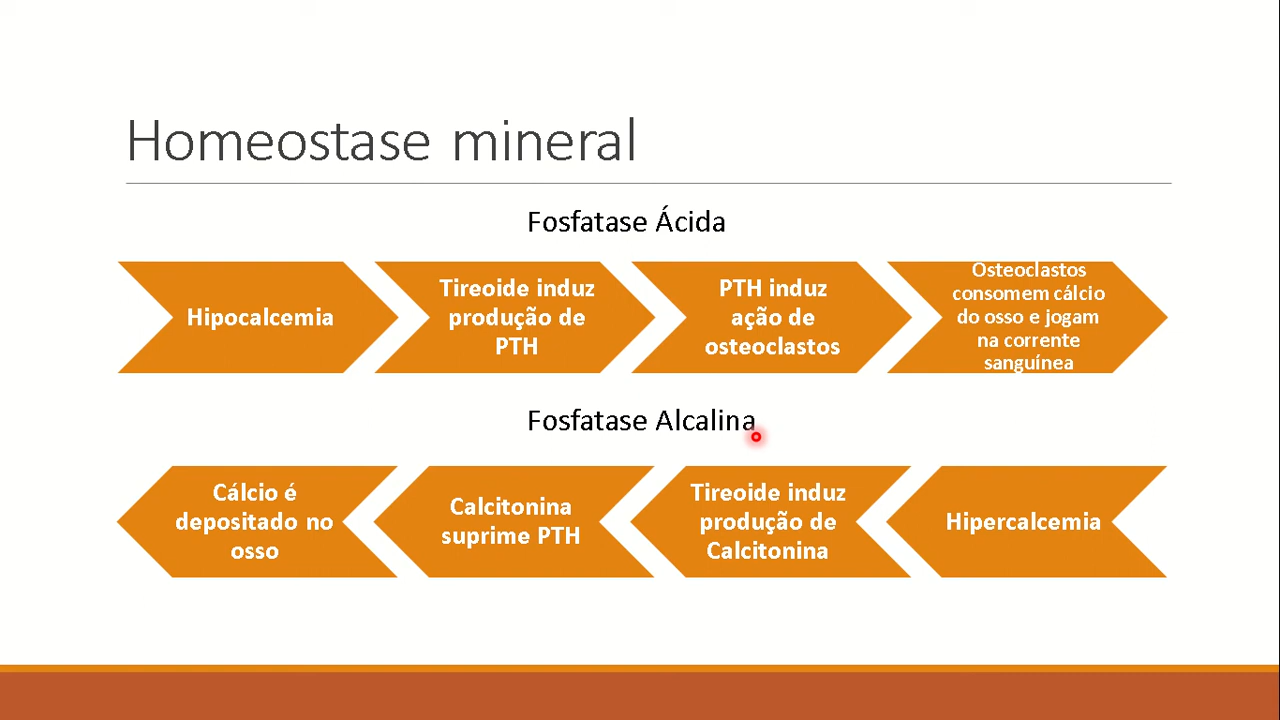 Homeostase mineral
Fosfatase Ácida
Hipocalcemia
Tireoide induz
produção de
PTH
PTH induz
ação de
osteoclastos
Osteoclastos
consomem cálcio
do osso e jogam
na corrente
sanguínea
Fosfatase Alcalina
Cálcio é
depositado no
osso
Calcitonina
suprime PTH
Tireoide induz
produção de
Calcitonina
Hipercalcemia